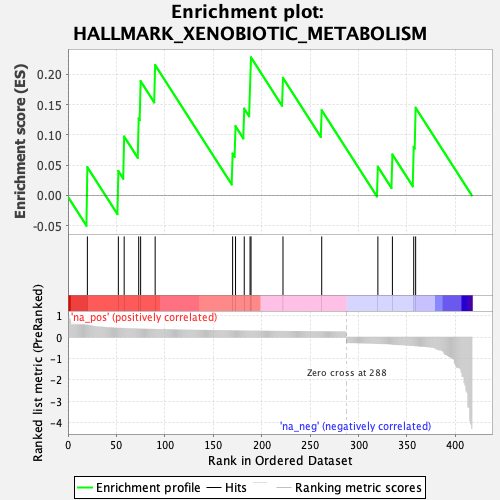 Enrichment plot:
HALLMARK_XENOBIOTIC_METABOLISM
Enrichment score (ES)
0.20
0.15
0.10
0.05
0.00
-0.05
'na_pos' (positively correlated)
Ranked list metric (PreRanked)
1
0
-1
-2
-3
-4
Zero cross at 288
'na_neg' (negatively correlated)
0 50 100 150 200 250 300 350 400
Rank in Ordered Dataset
Enrichment profile Hits Ranking metric scores